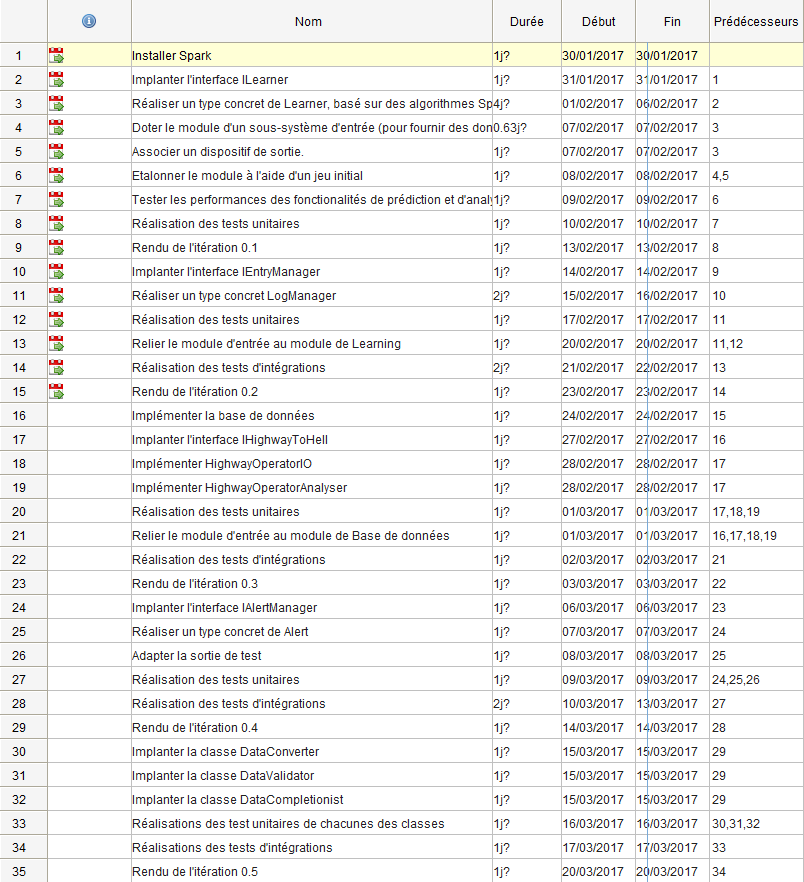 Nom Durée Début Fin Prédécesseurs
1 Installer Spark 1j? 30/01/2017 30/01/2017
2 Implanter l'interface ILearner 1j? 31/01/2017 31/01/2017 1
3 Réaliser un type concret de Learner, basé sur des algorithmes Sp 4j? 01/02/2017 06/02/2017 2
4 Doter le module d'un sous-système d'entrée (pour fournir des don 0.63j? 07/02/2017 07/02/2017 3
5 Associer un dispositif de sortie. 1j? 07/02/2017 07/02/2017 3
6 Etalonner le module à l'aide d'un jeu initial 1j? 08/02/2017 08/02/2017 4,5
7 Tester les performances des fonctionalités de prédiction et d'analy 1j? 09/02/2017 09/02/2017 6
8 Réalisation des tests unitaires 1j? 10/02/2017 10/02/2017 7
9 Rendu de l'itération 0.1 1j? 13/02/2017 13/02/2017 8
10 Implanter l'interface IEntryManager 1j? 14/02/2017 14/02/2017 9
11 Réaliser un type concret LogManager 2j? 15/02/2017 16/02/2017 10
12 Réalisation des tests unitaires 1j? 17/02/2017 17/02/2017 11
13 Relier le module d'entrée au module de Learning 1j? 20/02/2017 20/02/2017 11,12
14 Réalisation des tests d'intégrations 2j? 21/02/2017 22/02/2017 13
15 Rendu de l'itération 0.2 1j? 23/02/2017 23/02/2017 14
16 Implémenter la base de données 1j? 24/02/2017 24/02/2017 15
17 Implanter l'interface IHighwayToHell 1j? 27/02/2017 27/02/2017 16
18 Implémenter HighwayOperatorIO 1j? 28/02/2017 28/02/2017 17
19 Implémenter HighwayOperatorAnalyser 1j? 28/02/2017 28/02/2017 17
20 Réalisation des tests unitaires 1j? 01/03/2017 01/03/2017 17,18,19
21 Relier le module d'entrée au module de Base de données 1j? 01/03/2017 01/03/2017 16,17,18,19
22 Réalisation des tests d'intégrations 1j? 02/03/2017 02/03/2017 21
23 Rendu de l'itération 0.3 1j? 03/03/2017 03/03/2017 22
24 Implanter l'interface IAlertManager 1j? 06/03/2017 06/03/2017 23
25 Réaliser un type concret de Alert 1j? 07/03/2017 07/03/2017 24
26 Adapter la sortie de test 1j? 08/03/2017 08/03/2017 25
27 Réalisation des tests unitaires 1j? 09/03/2017 09/03/2017 24,25,26
28 Réalisation des tests d'intégrations 2j? 10/03/2017 13/03/2017 27
29 Rendu de l'itération 0.4 1j? 14/03/2017 14/03/2017 28
30 Implanter la classe DataConverter 1j? 15/03/2017 15/03/2017 29
31 Implanter la classe DataValidator 1j? 15/03/2017 15/03/2017 29
32 Implanter la classe DataCompletionist 1j? 15/03/2017 15/03/2017 29
33 Réalisations des test unitaires de chacunes des classes 1j? 16/03/2017 16/03/2017 30,31,32
34 Réalisations des tests d'intégrations 1j? 17/03/2017 17/03/2017 33
35 Rendu de l'itération 0.5 1j? 20/03/2017 20/03/2017 34